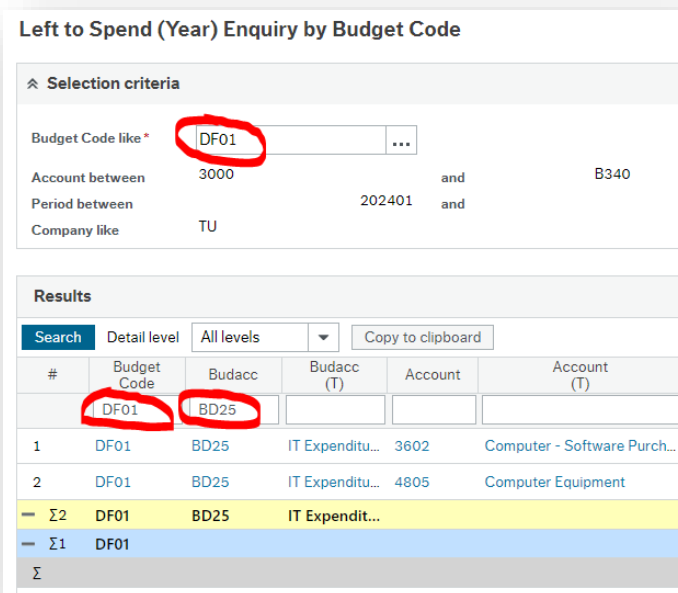 Left to Spend (Year) Enquiry by Budget Code
Selection criteria
Budget Code like* DF01 ...
Account between 3000 and B340
Period between 202401 and
Company like TU
Results
Search Detail level All levels Copy to clipboard
# Budget Code Budacc Budacc (T) Account Account (T)
DF01 BD25
1 DF01 BD25 IT Expenditu... 3602 Computer - Software Purch...
2 DF01 BD25 IT Expenditu... 4805 Computer Equipment
Σ2 DF01 BD25 IT Expendit...
Σ1 DF01
Σ